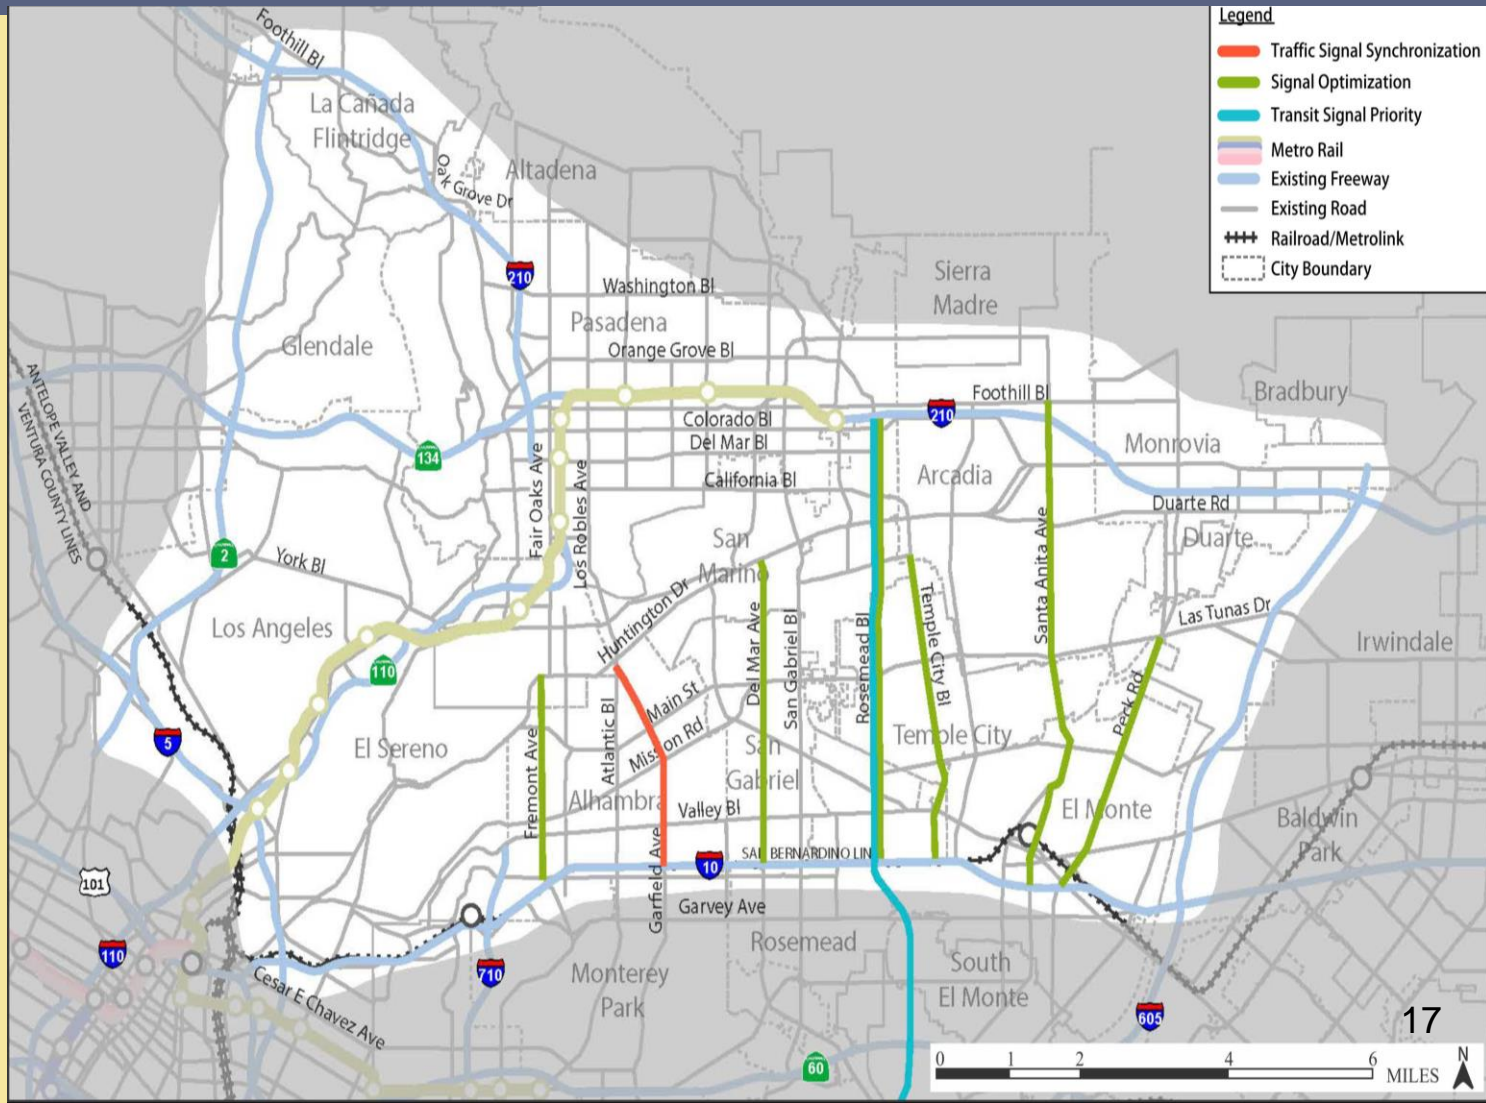 Legend
Traffic Signal Synchronization
Signal Optimization
Transit Signal Priority
Metro Rail
Existing Freeway
Existing Road
Railroad/Metrolink
City Boundary
Foothill Bl
La Cañada
Flintridge
Oak Grove Dr
Altadena
210
Washington Bl
Sierra
Madre
Pasadena
Glendale
Orange Grove Bl
ANTELOPE VALLEY AND
VENTURA COUNTY LINES
Foothill Bl
Bradbury
210
Colorado Bl
Del Mar Bl
134
Monrovia
Arcadia
California Bl
Fair Oaks Ave
Los Robles Ave
Duarte Rd
Santa Anita Ave
Duarte
2
York Bl
San
Marino
Huntington Dr
Los Angeles
Del Mar Ave
San Gabriel Bl
Rosemead Bl
Temple City Bl
Las Tunas Dr
Irwindale
110
Main St
Mission Rd
Peck Rd
5
El Sereno
Fremont Ave
Atlantic Bl
San
Gabriel
Temple City
Alhambra
Valley Bl
El Monte
Baldwin
Park
SAN BERNARDINO LIN
10
101
Garfield Ave
Garvey Ave
110
710
Rosemead
Monterey
Park
South
El Monte
Cesar E Chavez Ave
605
60
17
0 1 2 4 6
MILES
N